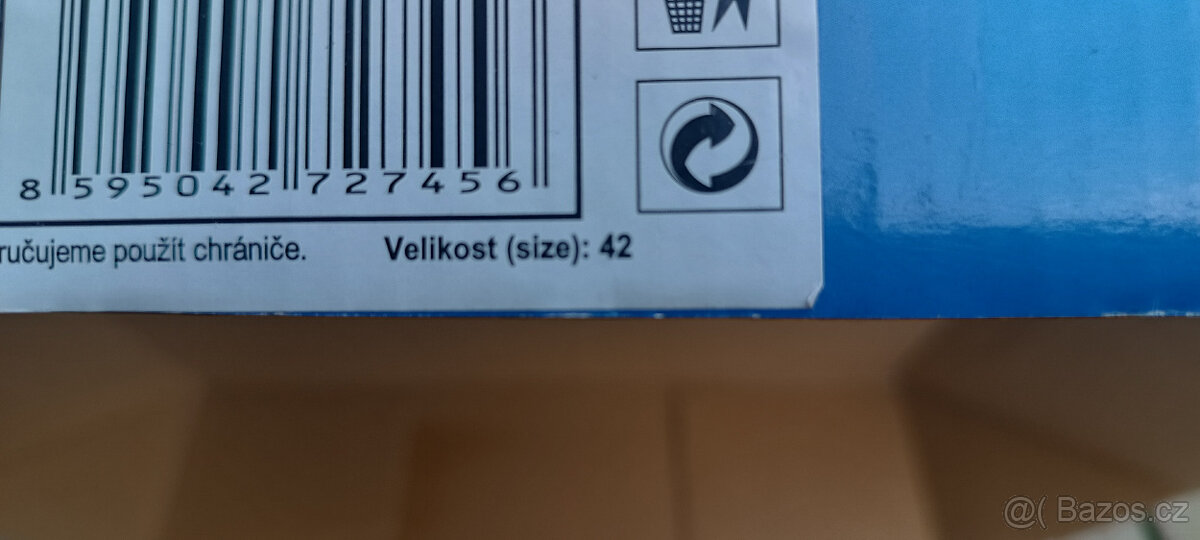 8 595042 727456
ručujeme použít chrániče. Velikost (size): 42
@( Bazos.cz